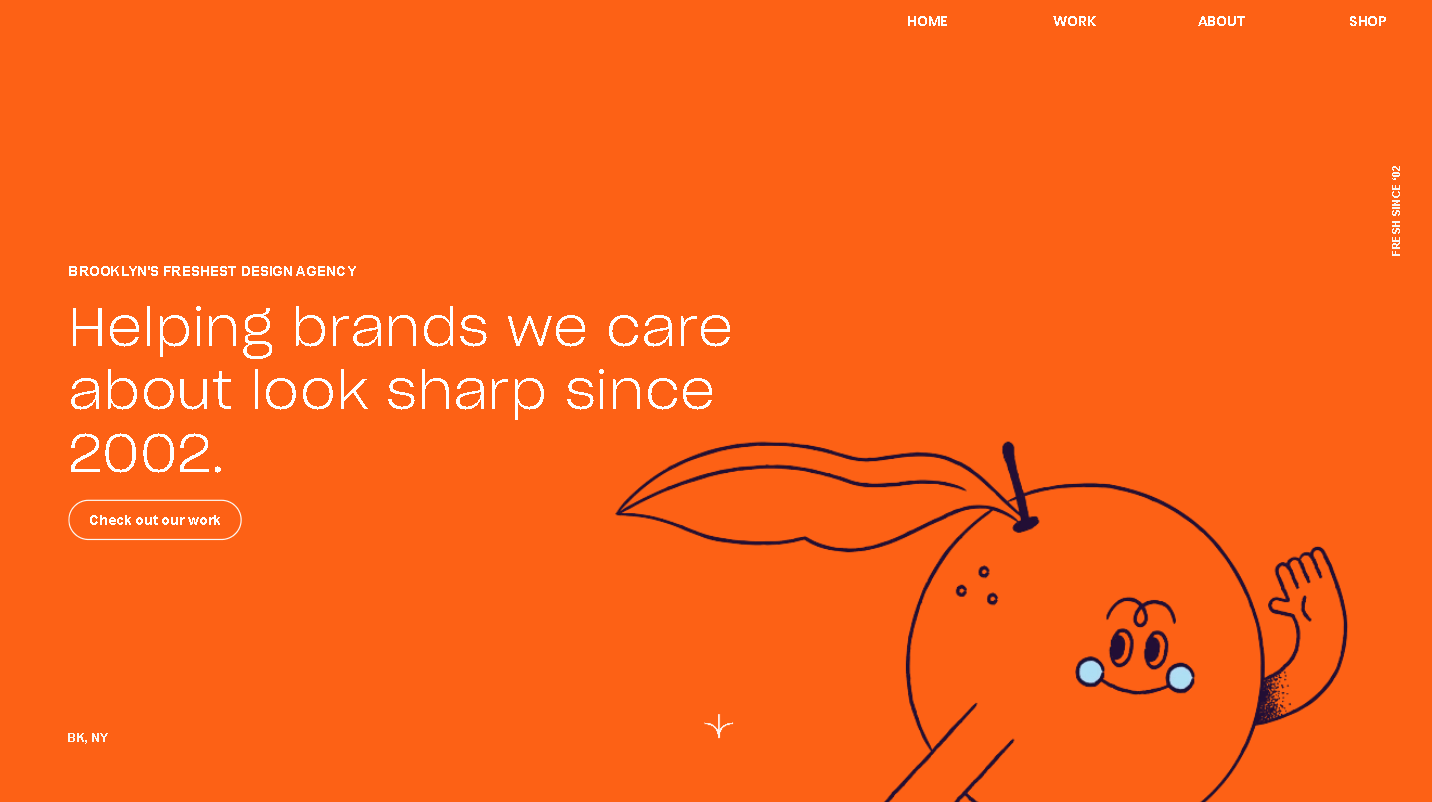 HOME
WORK
ABOUT
SHOP
FRESH SINCE '02
BROOKLYN'S FRESHEST DESIGN AGENCY
Helping brands we care
about look sharp since
2002.
Check out our work
BK, NY